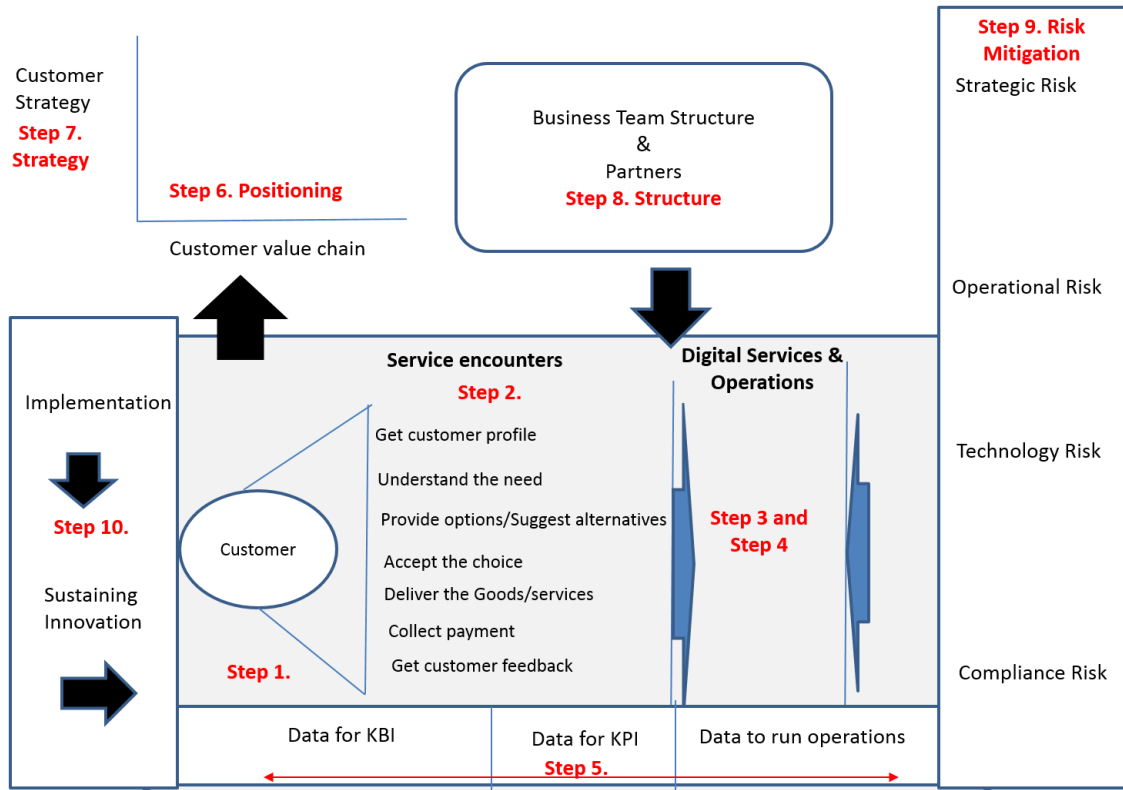 Customer
Strategy
Step 7.
Strategy
Step 6. Positioning
Customer value chain
Business Team Structure
&
Partners
Step 8. Structure
Step 9. Risk
Mitigation
Strategic Risk
Operational Risk
Technology Risk
Compliance Risk
Implementation
Step 10.
Sustaining
Innovation
Service encounters
Step 2.
Get customer profile
Understand the need
Provide options/Suggest alternatives
Accept the choice
Deliver the Goods/services
Collect payment
Get customer feedback
Customer
Step 1.
Digital Services &
Operations
Step 3 and
Step 4
Data for KBI
Data for KPI
Data to run operations
Step 5.